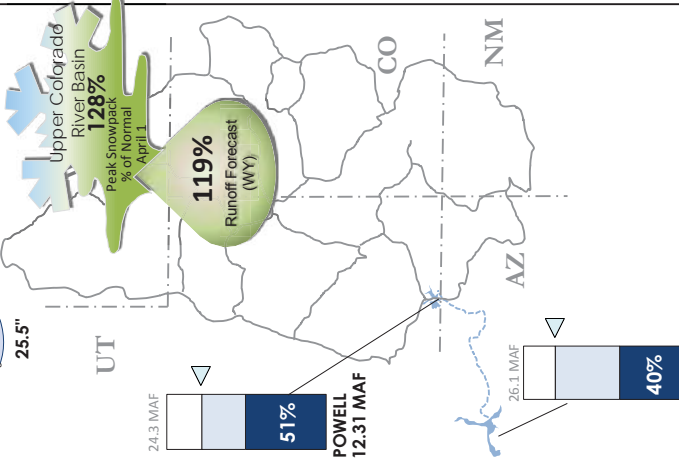 Upper Colorado
River Basin
128%
Peak Snowpack
% of Normal
April 1
119%
Runoff Forecast
(WY)
25.5"
UT
CO
NM
AZ
24.3 MAF
51%
POWELL
12.31 MAF
26.1 MAF
40%